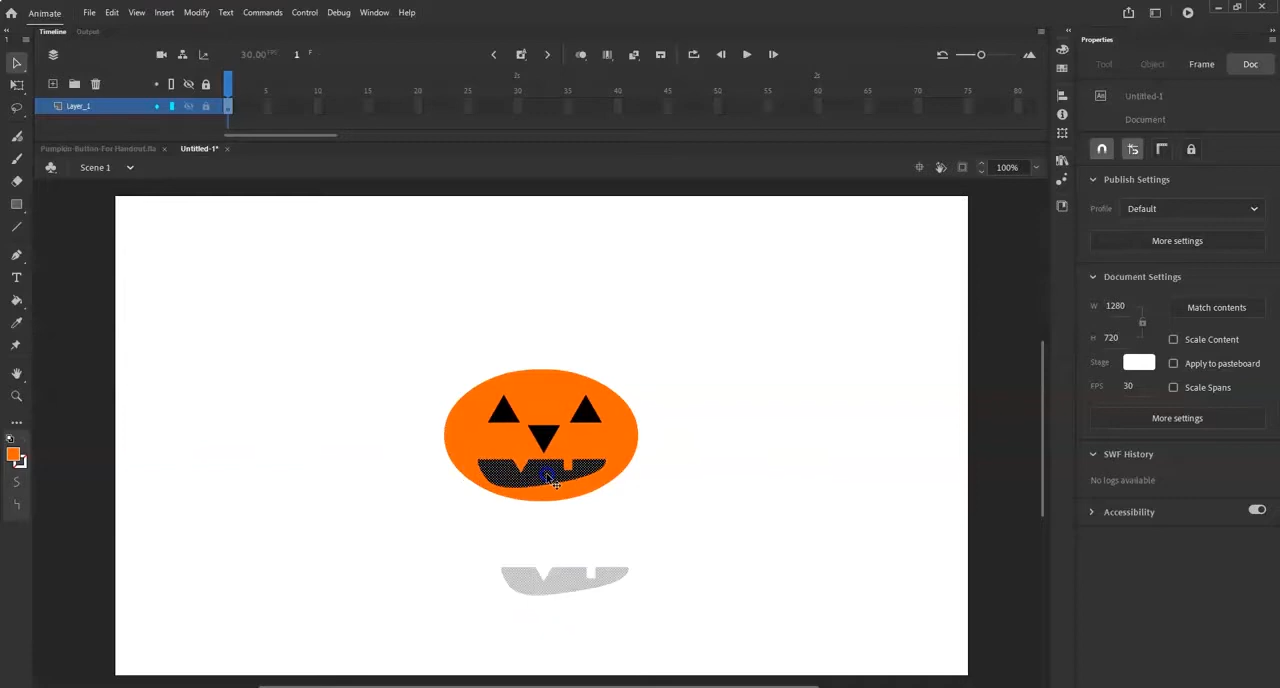 Animate File Edit View Insert Modify Text Commands Control Debug Window Help
Timeline Output
Properties
30.00 FPS 1 F
Tool Object Frame Doc
1s 2s
5 10 15 20 25 30 35 40 45 50 55 60 65 70 75 80
Layer_1
Untitled-1
Document
Pumpkin-Button-For Handout.fla × Untitled-1* ×
Scene 1 100%
Publish Settings
Profile Default
More settings
Document Settings
W 1280 Match contents
H 720 Scale Content
Stage Apply to pasteboard
FPS 30 Scale Spans
More settings
SWF History
No logs available
Accessibility